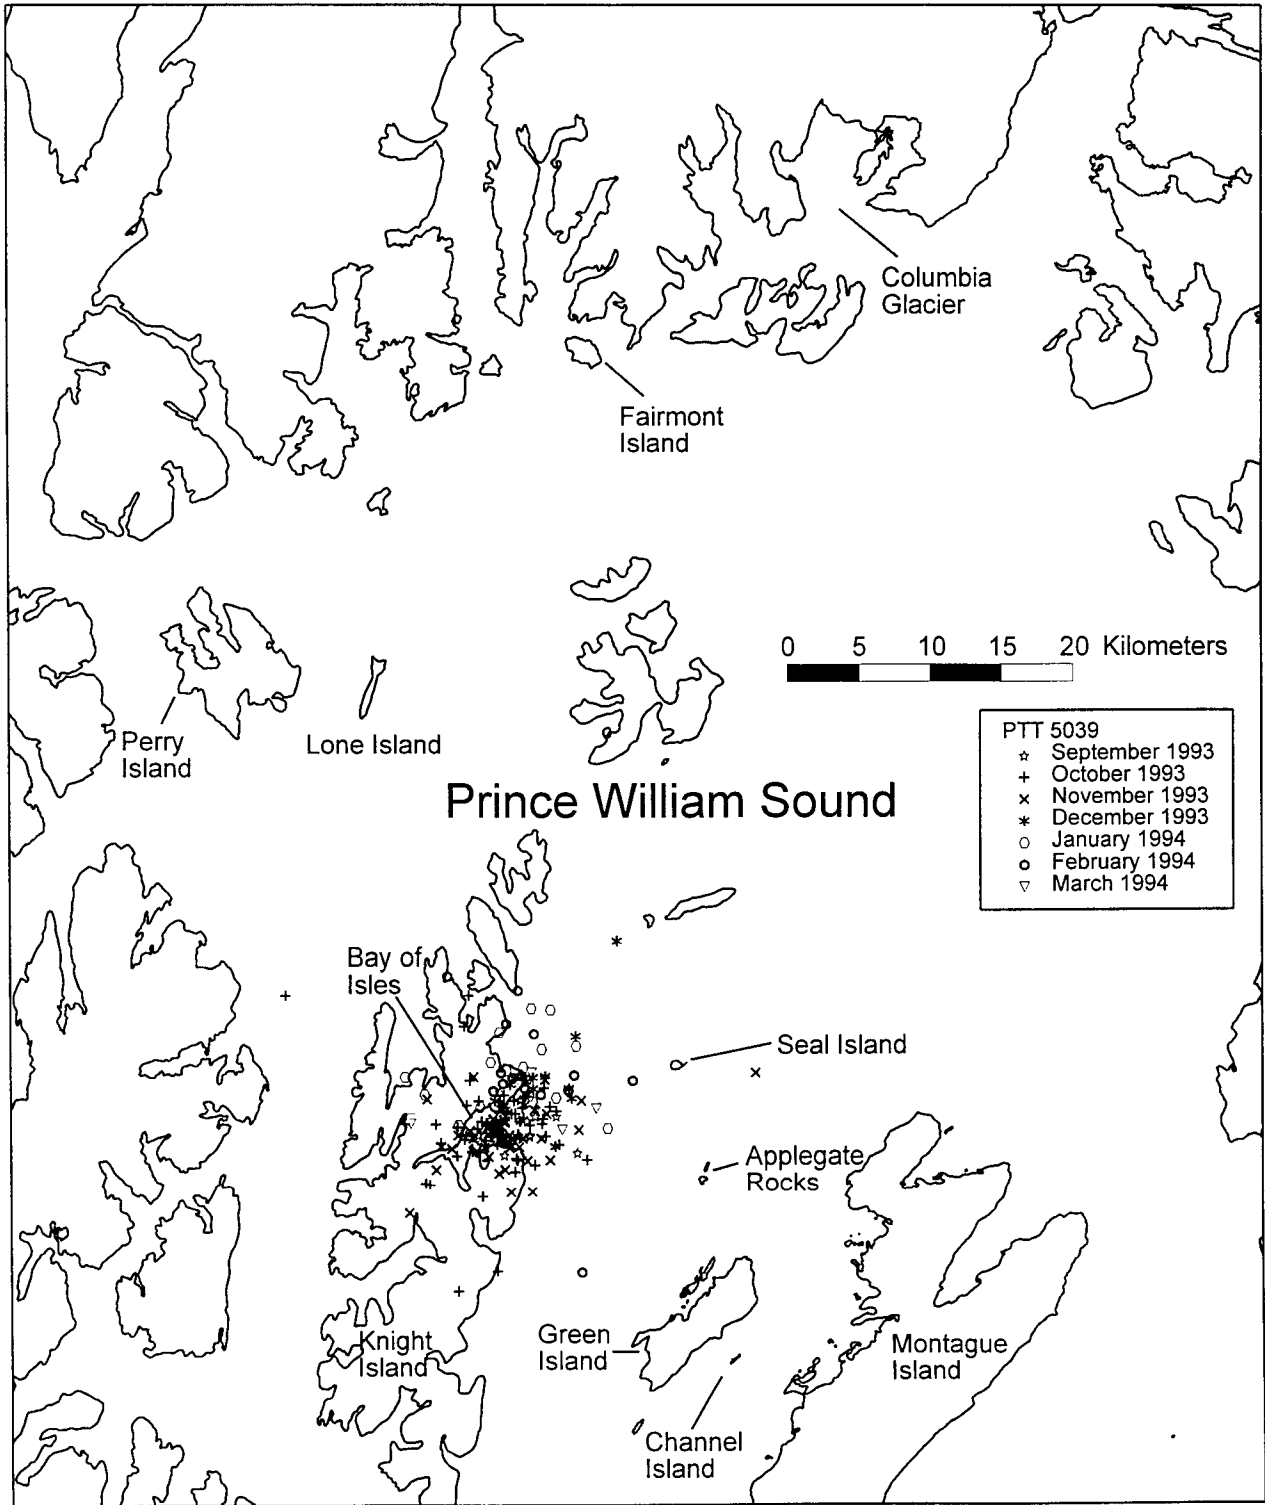 Columbia
Glacier
Fairmont
Island
0 5 10 15 20 Kilometers
PTT 5039
September 1993
October 1993
November 1993
December 1993
January 1994
February 1994
March 1994
Perry
Island
Lone Island
Prince William Sound
Bay of
Isles
Seal Island
Applegate
Rocks
Knight
Island
Green
Island
Montague
Island
Channel
Island